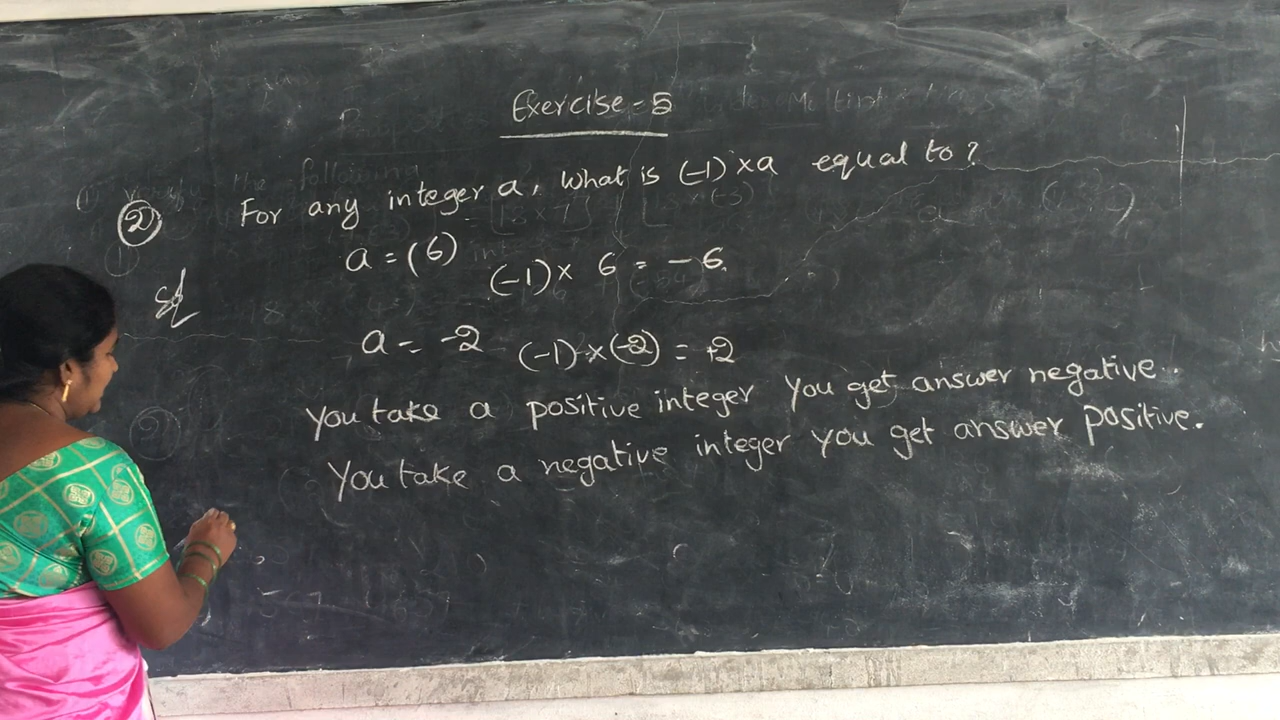 Exercise-5
② For any integer a, what is (-1)×a equal to?
Sol
a = (6) (-1)× 6 = -6.
a = -2 (-1)×(-2) = +2
You take a positive integer you get answer negative..
You take a negative integer you get answer positive.